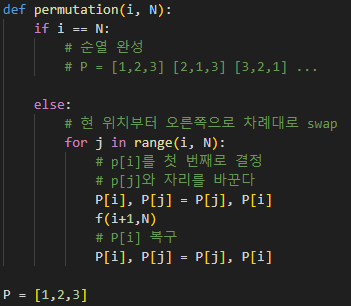 def permutation(i, N):
    if i == N:
        # 순열 완성
        # P = [1,2,3] [2,1,3] [3,2,1] ...
    else:
        # 현 위치부터 오른쪽으로 차례대로 swap
        for j in range(i, N):
            # p[i]를 첫 번째로 결정
            # p[j]와 자리를 바꾼다
            P[i], P[j] = P[j], P[i]
            f(i+1,N)
            # P[i] 복구
            P[i], P[j] = P[j], P[i]
P = [1,2,3]